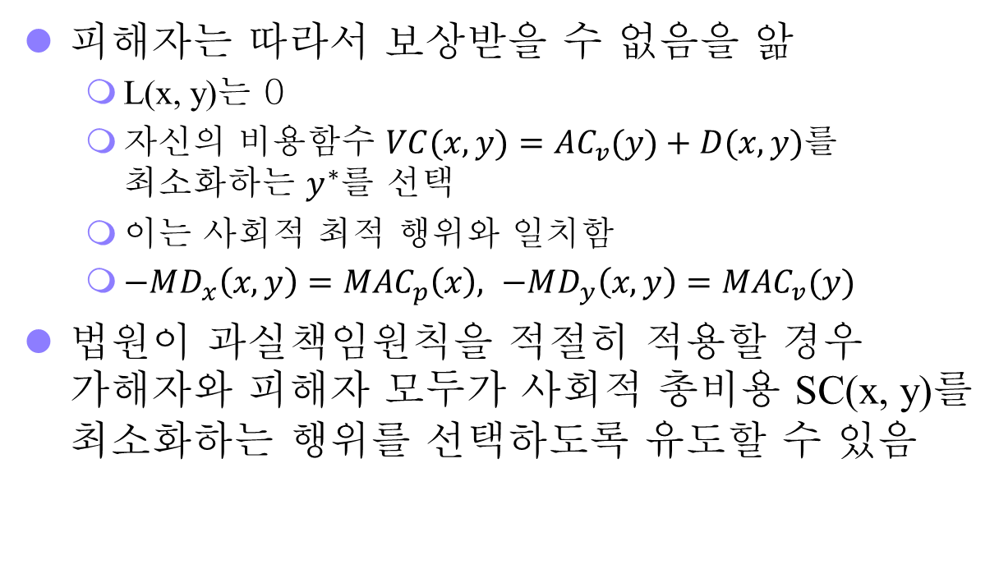 ● 피해자는 따라서 보상받을 수 없음을 앎
❍ L(x, y)는 0
❍ 자신의 비용함수 VC(x, y) = ACᵥ(y) + D(x, y)를
최소화하는 y*를 선택
❍ 이는 사회적 최적 행위와 일치함
❍ −MDₓ(x, y) = MACₚ(x), −MD_y(x, y) = MACᵥ(y)
● 법원이 과실책임원칙을 적절히 적용할 경우
가해자와 피해자 모두가 사회적 총비용 SC(x, y)를
최소화하는 행위를 선택하도록 유도할 수 있음